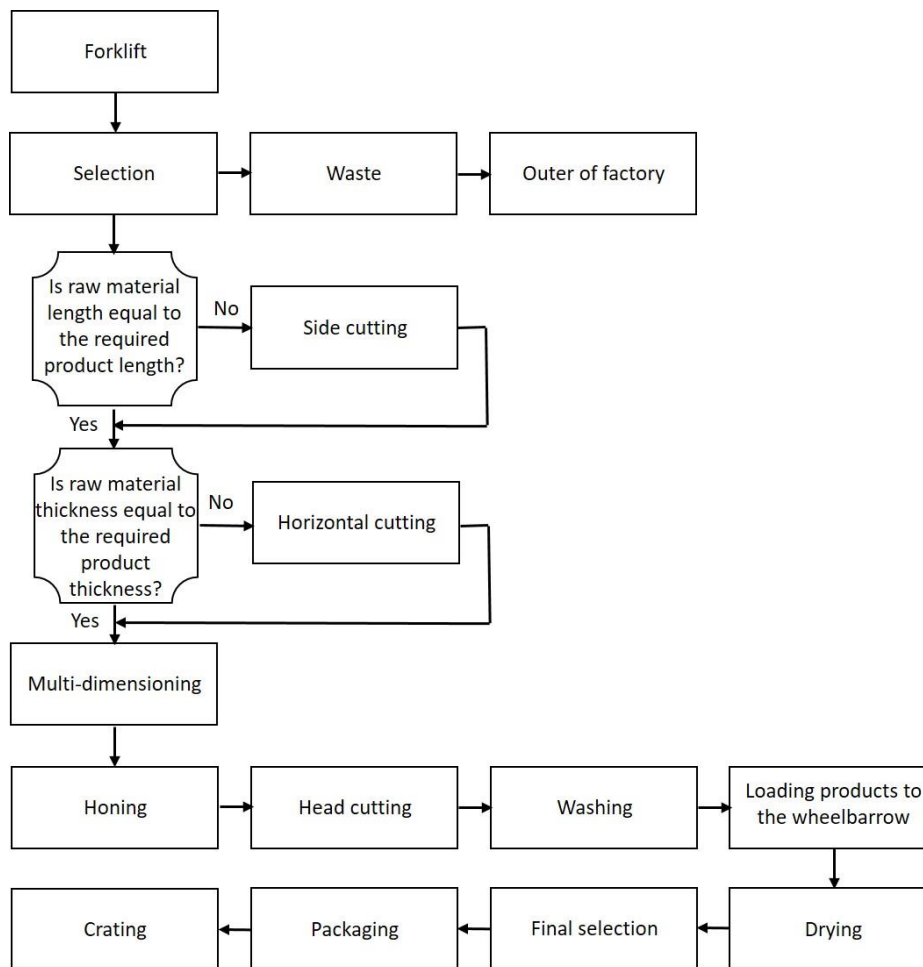 Forklift
Selection
Waste
Outer of factory
Is raw material
length equal to
the required
product length?
No
Side cutting
Yes
Is raw material
thickness equal to
the required
product
thickness?
No
Horizontal cutting
Yes
Multi-dimensioning
Honing
Head cutting
Washing
Loading products to
the wheelbarrow
Crating
Packaging
Final selection
Drying